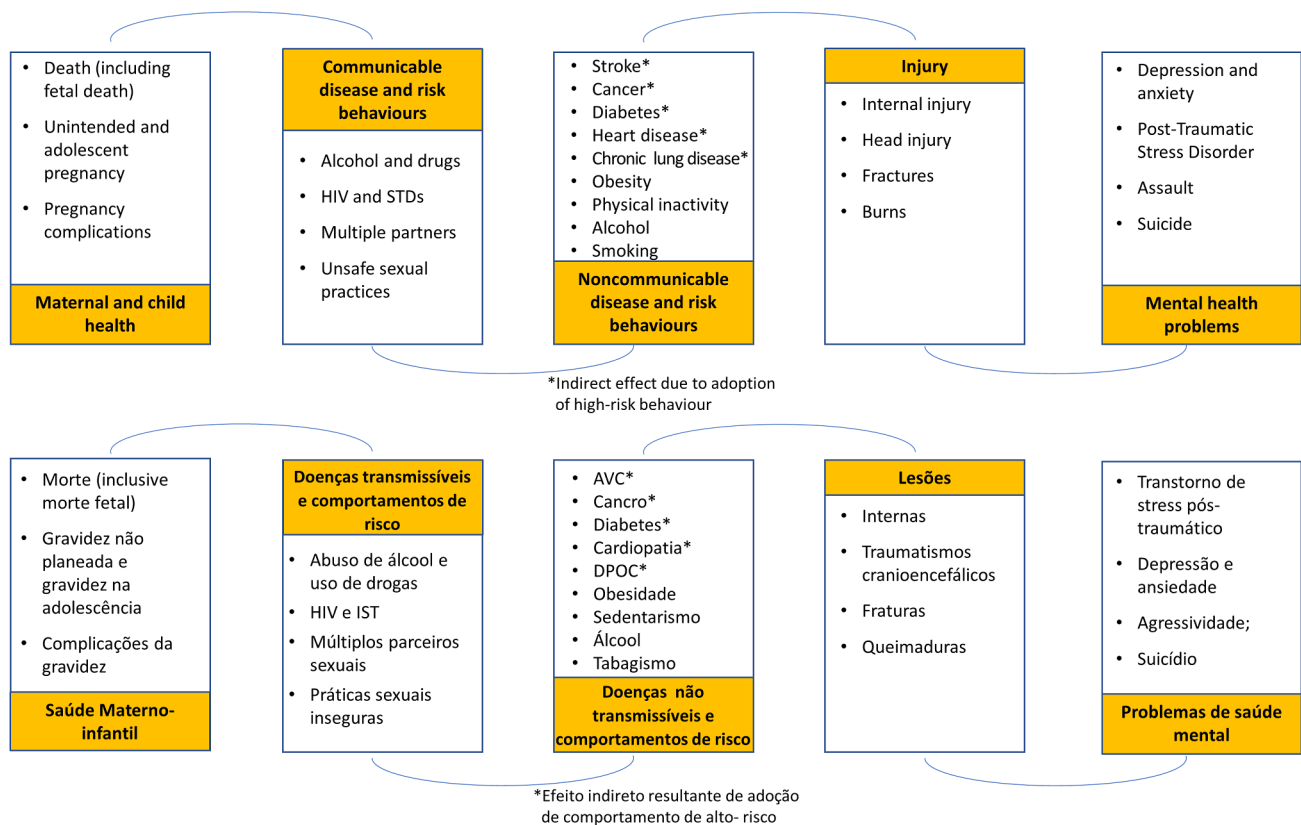 • Death (including
fetal death)
• Unintended and
adolescent
pregnancy
• Pregnancy
complications
Maternal and child
health
Communicable
disease and risk
behaviours
• Alcohol and drugs
• HIV and STDs
• Multiple partners
• Unsafe sexual
practices
• Stroke*
• Cancer*
• Diabetes*
• Heart disease*
• Chronic lung disease*
• Obesity
• Physical inactivity
• Alcohol
• Smoking
Noncommunicable
disease and risk
behaviours
*Indirect effect due to adoption
of high-risk behaviour
Injury
• Internal injury
• Head injury
• Fractures
• Burns
• Depression and
anxiety
• Post-Traumatic
Stress Disorder
• Assault
• Suicide
Mental health
problems
• Morte (inclusive
morte fetal)
• Gravidez não
planeada e
gravidez na
adolescência
• Complicações da
gravidez
Saúde Materno-
infantil
Doenças transmissíveis
e comportamentos de
risco
• Abuso de álcool e
uso de drogas
• HIV e IST
• Múltiplos parceiros
sexuais
• Práticas sexuais
inseguras
• AVC*
• Cancro*
• Diabetes*
• Cardiopatia*
• DPOC*
• Obesidade
• Sedentarismo
• Álcool
• Tabagismo
Doenças não
transmissíveis e
comportamentos de risco
*Efeito indireto resultante de adoção
de comportamento de alto- risco
Lesões
• Internas
• Traumatismos
cranioencefálicos
• Fraturas
• Queimaduras
• Transtorno de
stress pós-
traumático
• Depressão e
ansiedade
• Agressividade;
• Suicídio
Problemas de saúde
mental